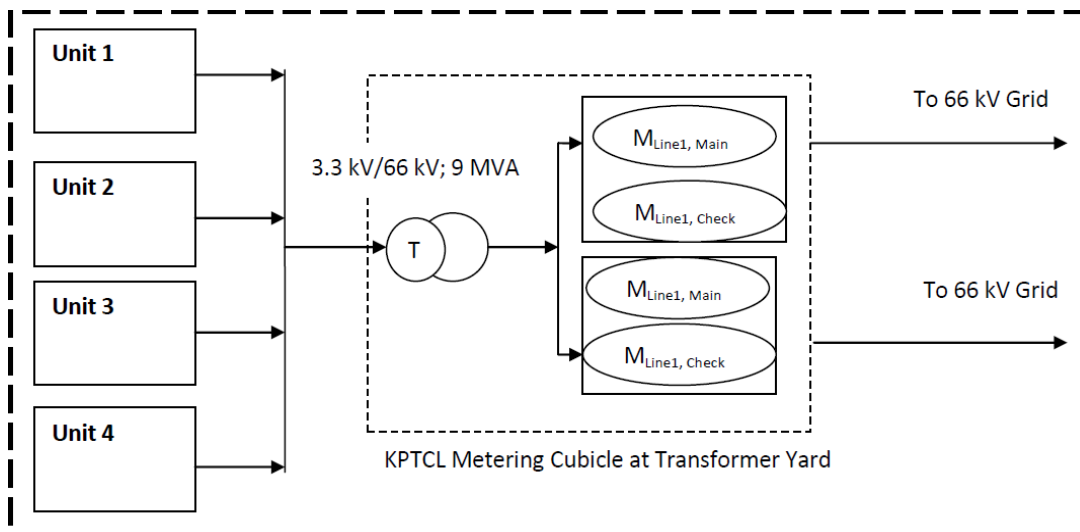 Unit 1
Unit 2
Unit 3
Unit 4
3.3 kV/66 kV; 9 MVA
T
MLine1, Main
MLine1, Check
MLine1, Main
MLine1, Check
To 66 kV Grid
To 66 kV Grid
KPTCL Metering Cubicle at Transformer Yard